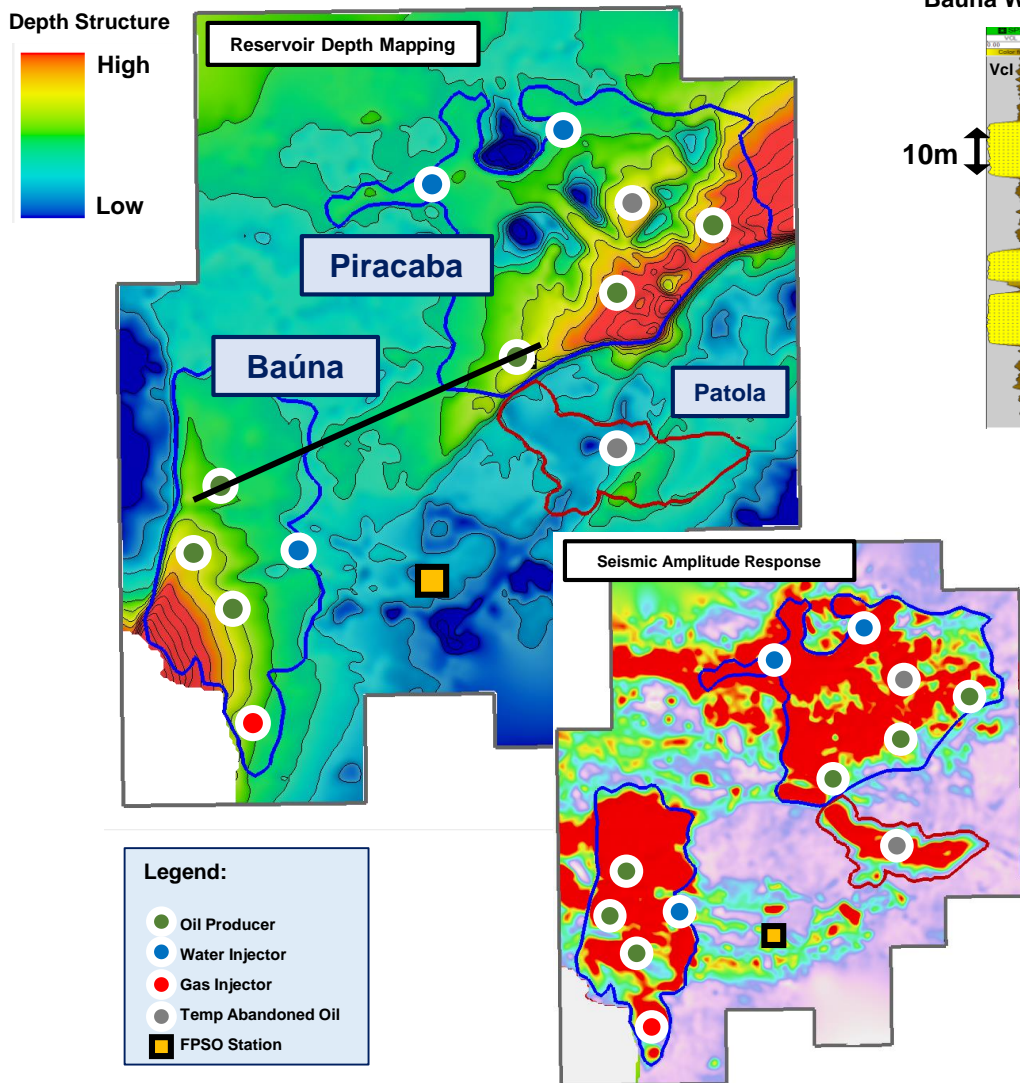 Depth Structure
High
Low
Reservoir Depth Mapping
Piracaba
Baúna
Patola
Bauna W
Vcl
10m
Seismic Amplitude Response
Legend:
Oil Producer
Water Injector
Gas Injector
Temp Abandoned Oil
FPSO Station